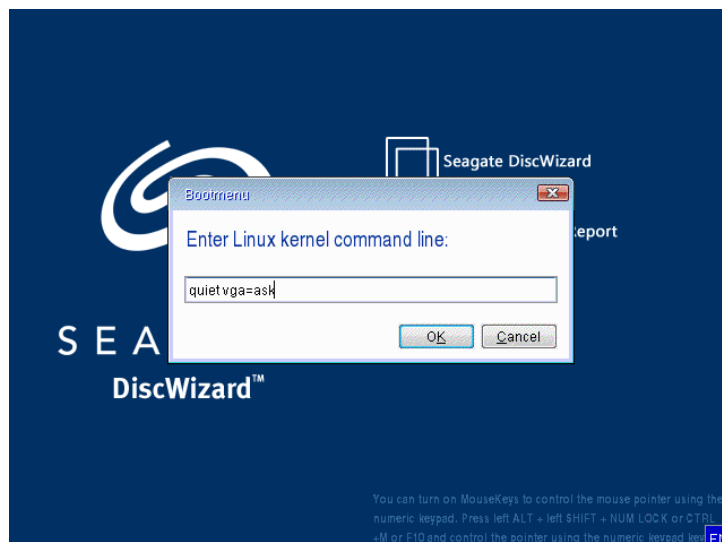 Seagate DiscWizard
Bootmenu
eport
Enter Linux kernel command line:
quiet vga=ask
OK
Cancel
SEA
DiscWizard™
You can turn on MouseKeys to control the mouse pointer using the
numeric keypad. Press left ALT + left SHIFT + NUM LOCK or CTRL
+M or F10 and control the pointer using the numeric keypad